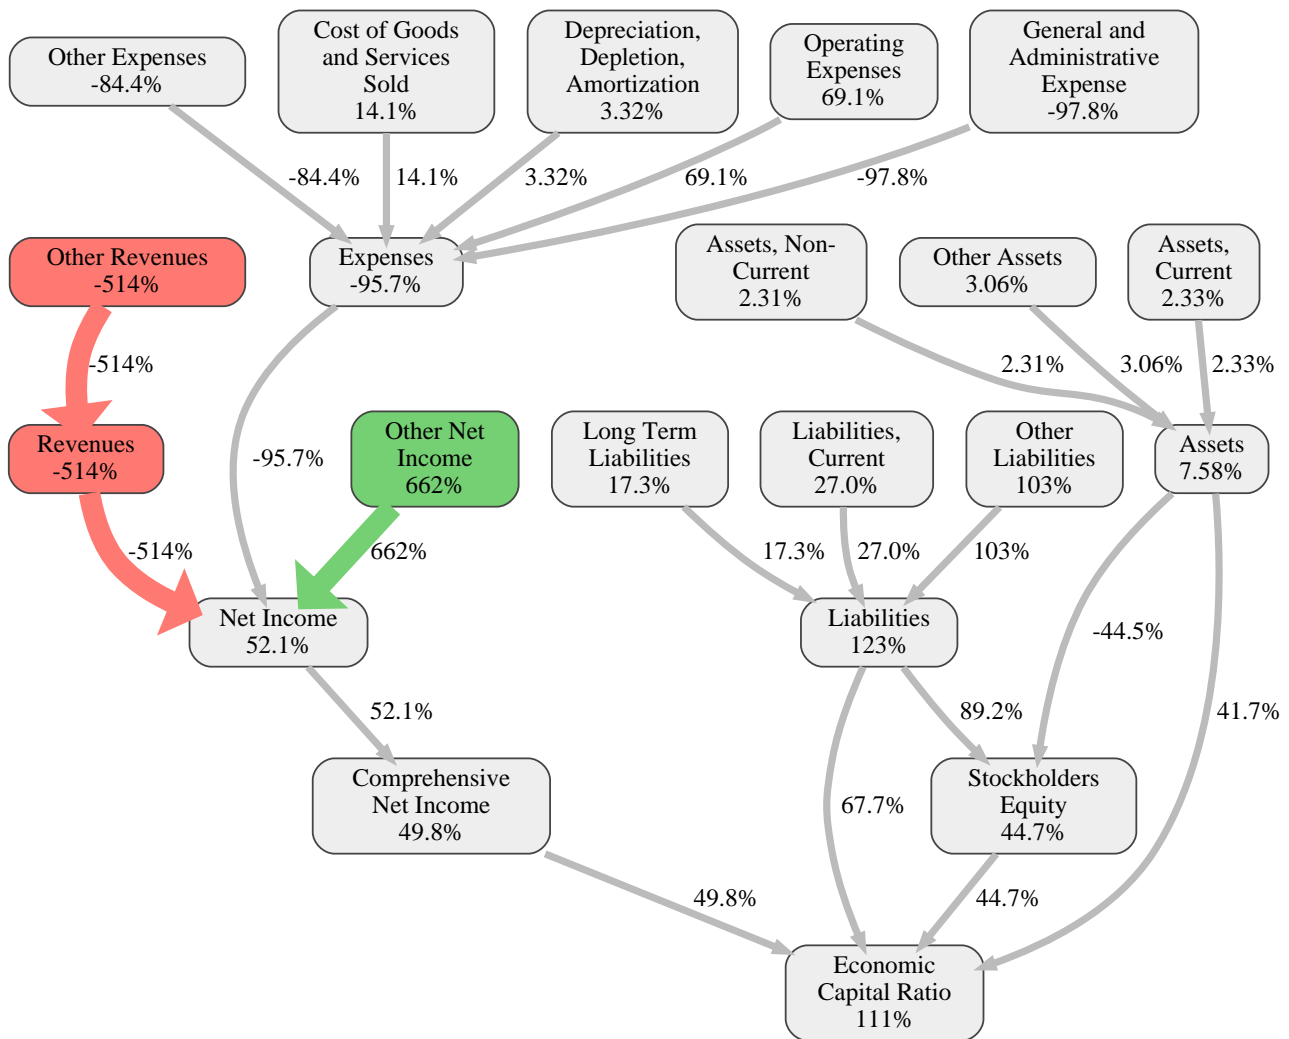 Other Expenses
-84.4%
Cost of Goods
and Services
Sold
14.1%
Depreciation,
Depletion,
Amortization
3.32%
Operating
Expenses
69.1%
General and
Administrative
Expense
-97.8%
-84.4%
14.1%
3.32%
69.1%
-97.8%
Other Revenues
-514%
Expenses
-95.7%
Assets, Non-
Current
2.31%
Other Assets
3.06%
Assets,
Current
2.33%
-514%
2.31%
3.06%
2.33%
Revenues
-514%
-95.7%
Other Net
Income
662%
Long Term
Liabilities
17.3%
Liabilities,
Current
27.0%
Other
Liabilities
103%
Assets
7.58%
-514%
662%
17.3%
27.0%
103%
Net Income
52.1%
Liabilities
123%
-44.5%
52.1%
89.2%
41.7%
Comprehensive
Net Income
49.8%
67.7%
Stockholders
Equity
44.7%
49.8%
44.7%
Economic
Capital Ratio
111%